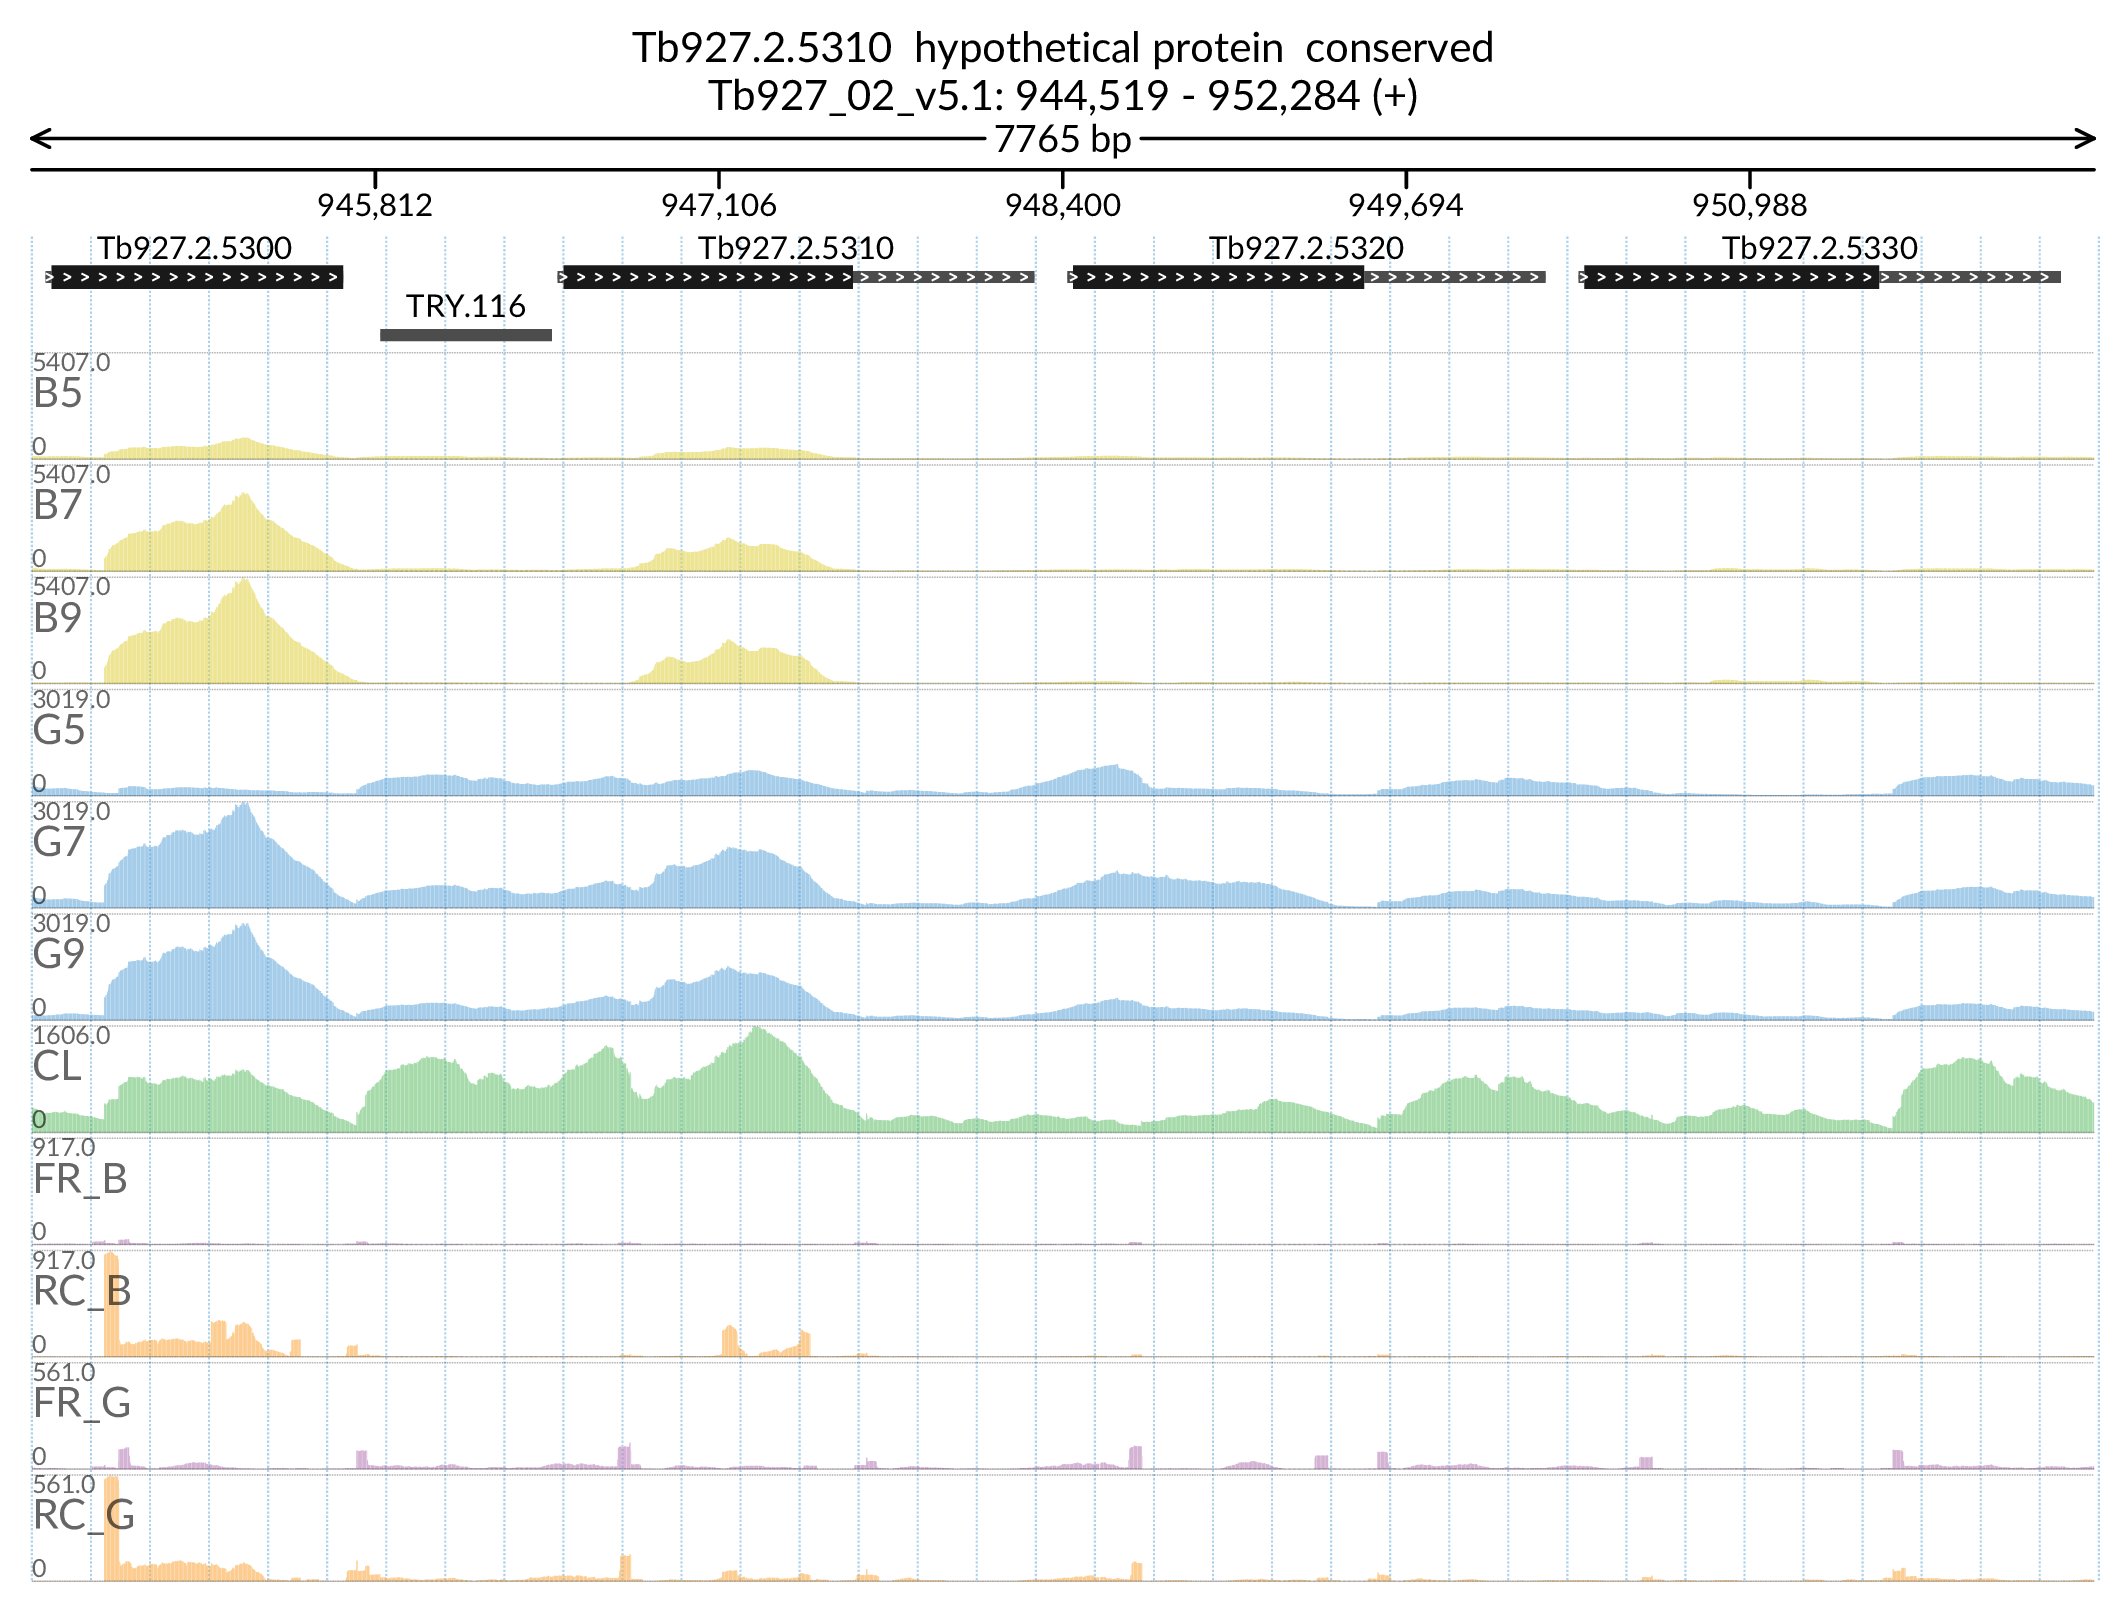 Tb927.2.5310  hypothetical protein  conserved
Tb927_02_v5.1: 944,519 - 952,284 (+)
7765 bp
945,812 947,106 948,400 949,694 950,988
Tb927.2.5300 Tb927.2.5310 Tb927.2.5320 Tb927.2.5330
TRY.116
5407.0
B5
0
5407.0
B7
0
5407.0
B9
0
3019.0
G5
0
3019.0
G7
0
3019.0
G9
0
1606.0
CL
0
917.0
FR_B
0
917.0
RC_B
0
561.0
FR_G
0
561.0
RC_G
0